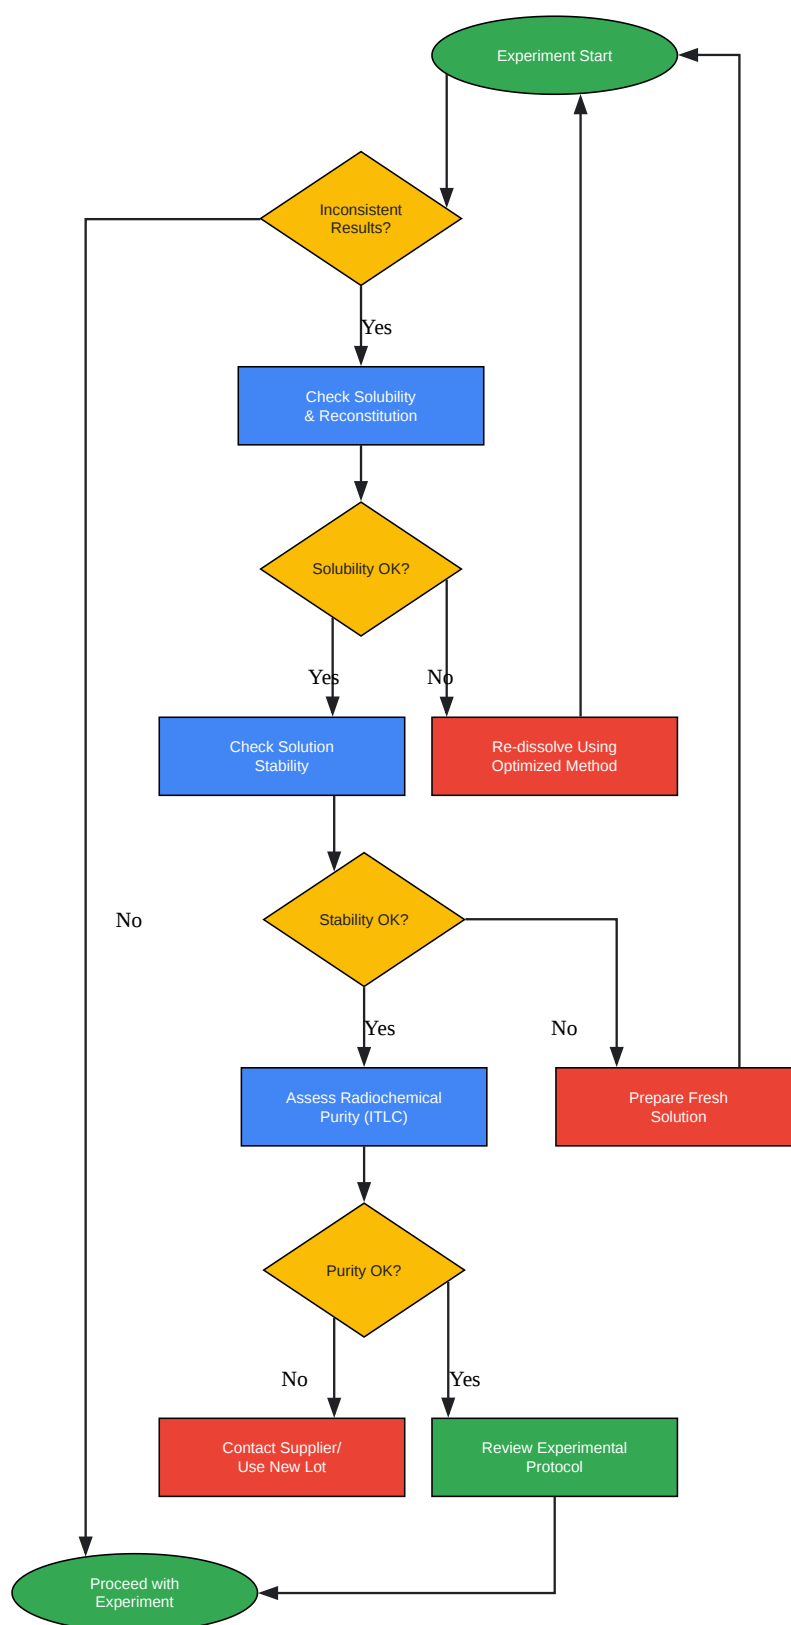 Experiment Start
Inconsistent
Results?
Yes
Check Solubility
& Reconstitution
Solubility OK?
Yes
No
Check Solution
Stability
Re-dissolve Using
Optimized Method
No
Stability OK?
Yes
No
Assess Radiochemical
Purity (ITLC)
Prepare Fresh
Solution
Purity OK?
No
Yes
Contact Supplier/
Use New Lot
Review Experimental
Protocol
Proceed with
Experiment